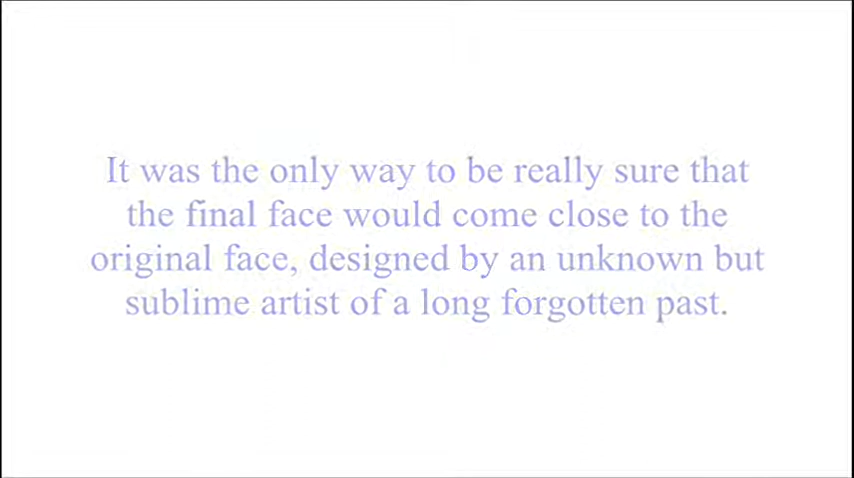 It was the only way to be really sure that
the final face would come close to the
original face, designed by an unknown but
sublime artist of a long forgotten past.